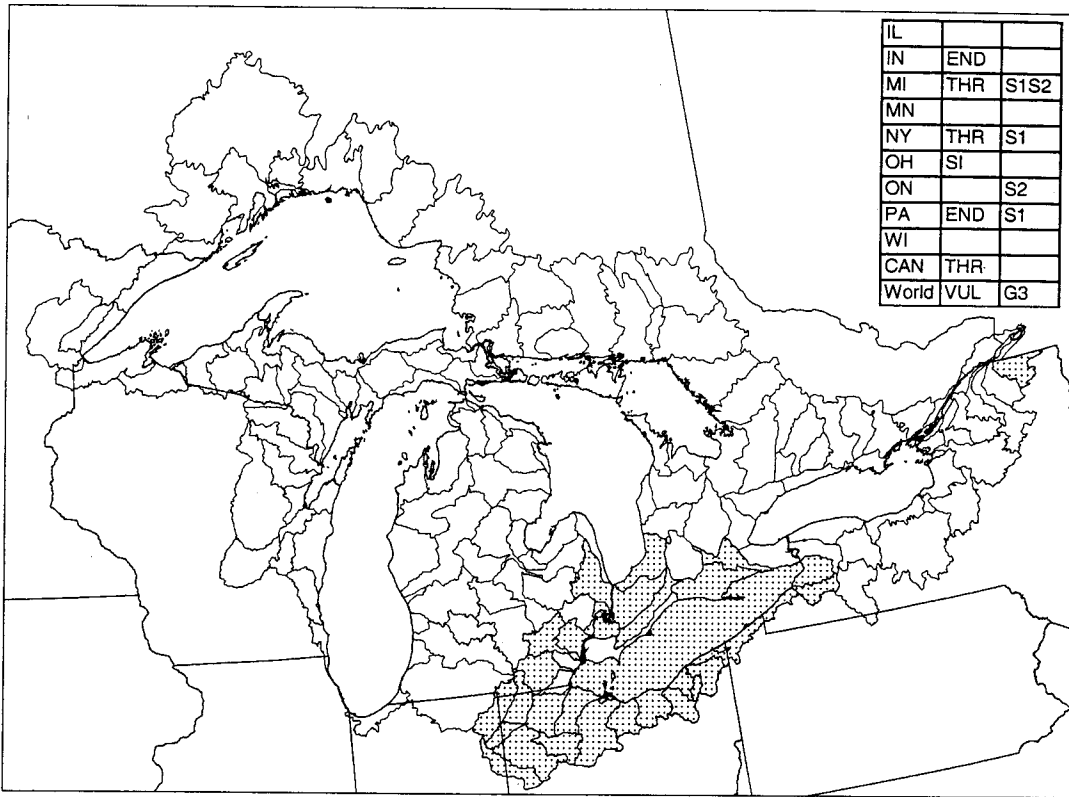 IL
IN END
MI THR S1S2
MN
NY THR S1
OH SI
ON S2
PA END S1
WI
CAN THR
World VUL G3